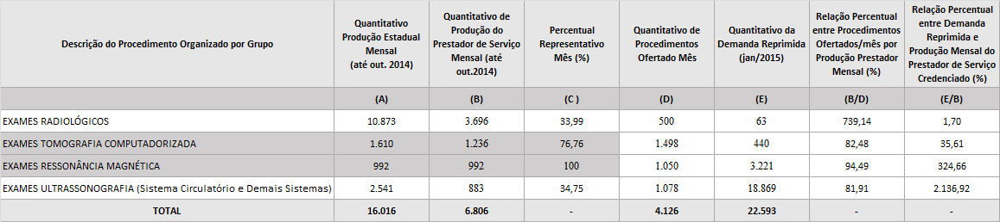 Descrição do Procedimento Organizado por Grupo
Quantitativo
Produção Estadual
Mensal
(até out. 2014)
Quantitativo de
Produção do
Prestador de Serviço
Mensal (até
out.2014)
Percentual
Representativo
Mês (%)
Quantitativo de
Procedimentos
Ofertado Mês
Quantitativo da
Demanda Reprimida
(jan/2015)
Relação Percentual
entre Procedimentos
Ofertados/mês por
Produção Prestador
Mensal (%)
Relação Percentual
entre Demanda
Reprimida e
Produção Mensal do
Prestador de Serviço
Credenciado (%)
(A) (B) (C ) (D) (E) (B/D) (E/B)
EXAMES RADIOLÓGICOS 10.873 3.696 33,99 500 63 739,14 1,70
EXAMES TOMOGRAFIA COMPUTADORIZADA 1.610 1.236 76,76 1.498 440 82,48 35,61
EXAMES RESSONÂNCIA MAGNÉTICA 992 992 100 1.050 3.221 94,49 324,66
EXAMES ULTRASSONOGRAFIA (Sistema Circulatório e Demais Sistemas) 2.541 883 34,75 1.078 18.869 81,91 2.136,92
TOTAL 16.016 6.806 - 4.126 22.593 - -